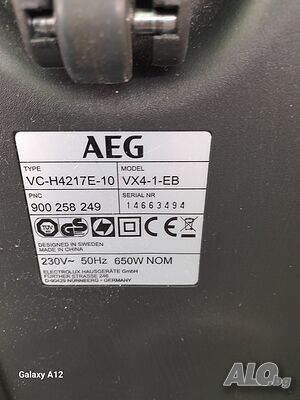 AEG
TYPE MODEL
VC-H4217E-10 VX4-1-EB
PNC SERIAL NR
900 258 249 14663494
DESIGNED IN SWEDEN
MADE IN CHINA
230V~ 50Hz 650W NOM
ELECTROLUX HAUSGERÄTE GmbH
FÜRTHER STRASSE 246
D-90429 NÜRNBERG - GERMANY
Galaxy A12
ALO.bg